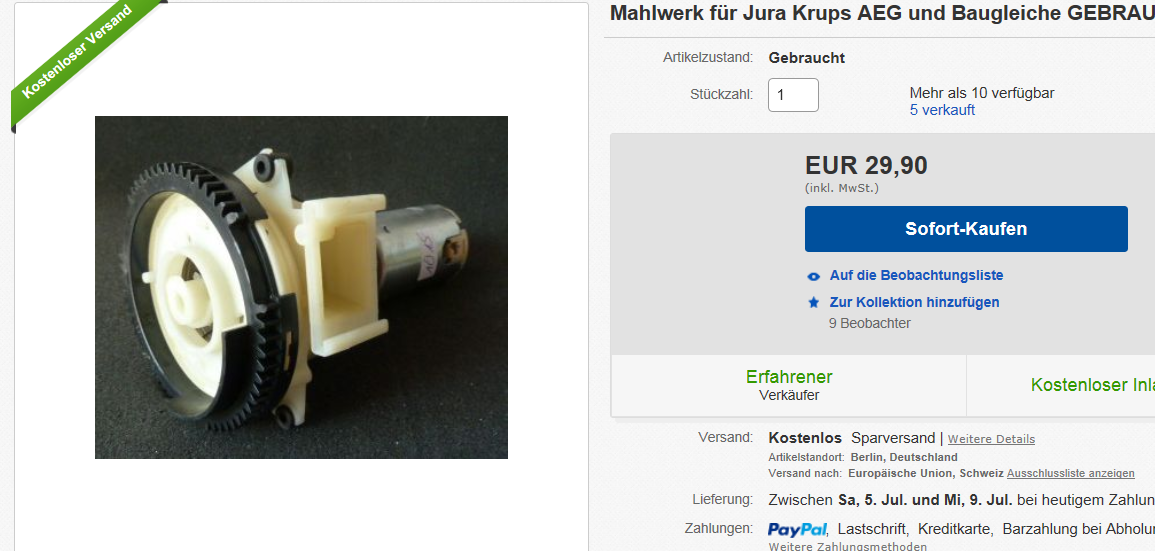 Kostenloser Versand
Mahlwerk für Jura Krups AEG und Baugleiche GEBRAU
Artikelzustand: Gebraucht
Stückzahl: 1
Mehr als 10 verfügbar
5 verkauft
EUR 29,90
(inkl. MwSt.)
Sofort-Kaufen
Auf die Beobachtungsliste
Zur Kollektion hinzufügen
9 Beobachter
Erfahrener
Verkäufer
Kostenloser Inla
Versand: Kostenlos Sparversand | Weitere Details
Artikelstandort: Berlin, Deutschland
Versand nach: Europäische Union, Schweiz Ausschlussliste anzeigen
Lieferung: Zwischen Sa, 5. Jul. und Mi, 9. Jul. bei heutigem Zahlun
Zahlungen: PayPal, Lastschrift, Kreditkarte, Barzahlung bei Abholu
Weitere Zahlungsmethoden